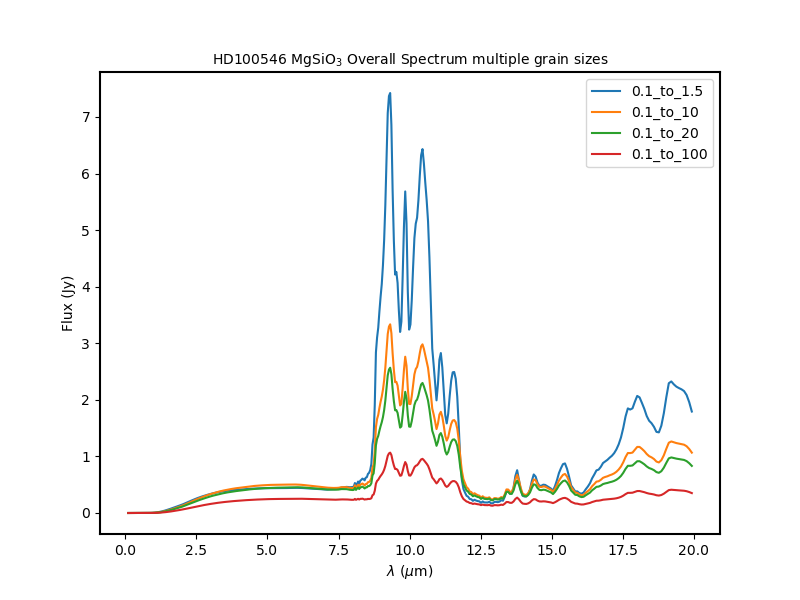 HD100546 MgSiO₃ Overall Spectrum multiple grain sizes
0.1_to_1.5
0.1_to_10
0.1_to_20
0.1_to_100
7
6
5
4
3
2
1
0
Flux (Jy)
0.0 2.5 5.0 7.5 10.0 12.5 15.0 17.5 20.0
λ (μm)